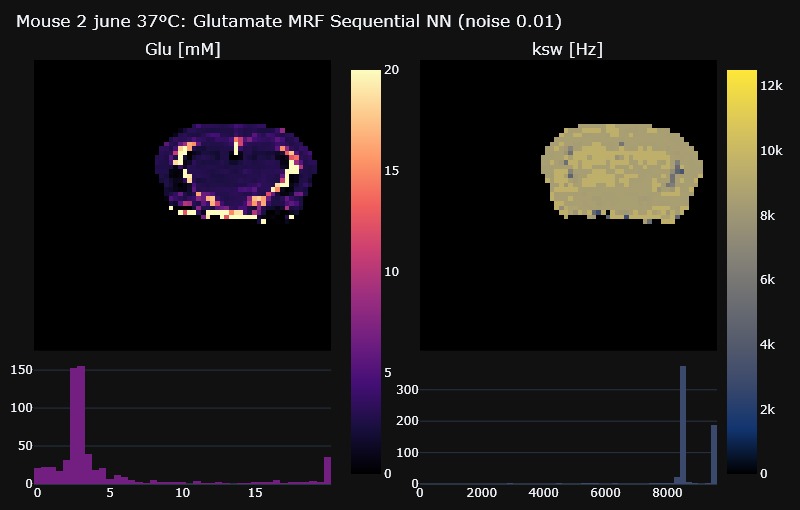 Mouse 2 june 37ºC: Glutamate MRF Sequential NN (noise 0.01)
Glu [mM]
ksw [Hz]
20
15
10
5
0
12k
10k
8k
6k
4k
2k
0
150
100
50
0
0
5
10
15
300
200
100
0
0
2000
4000
6000
8000